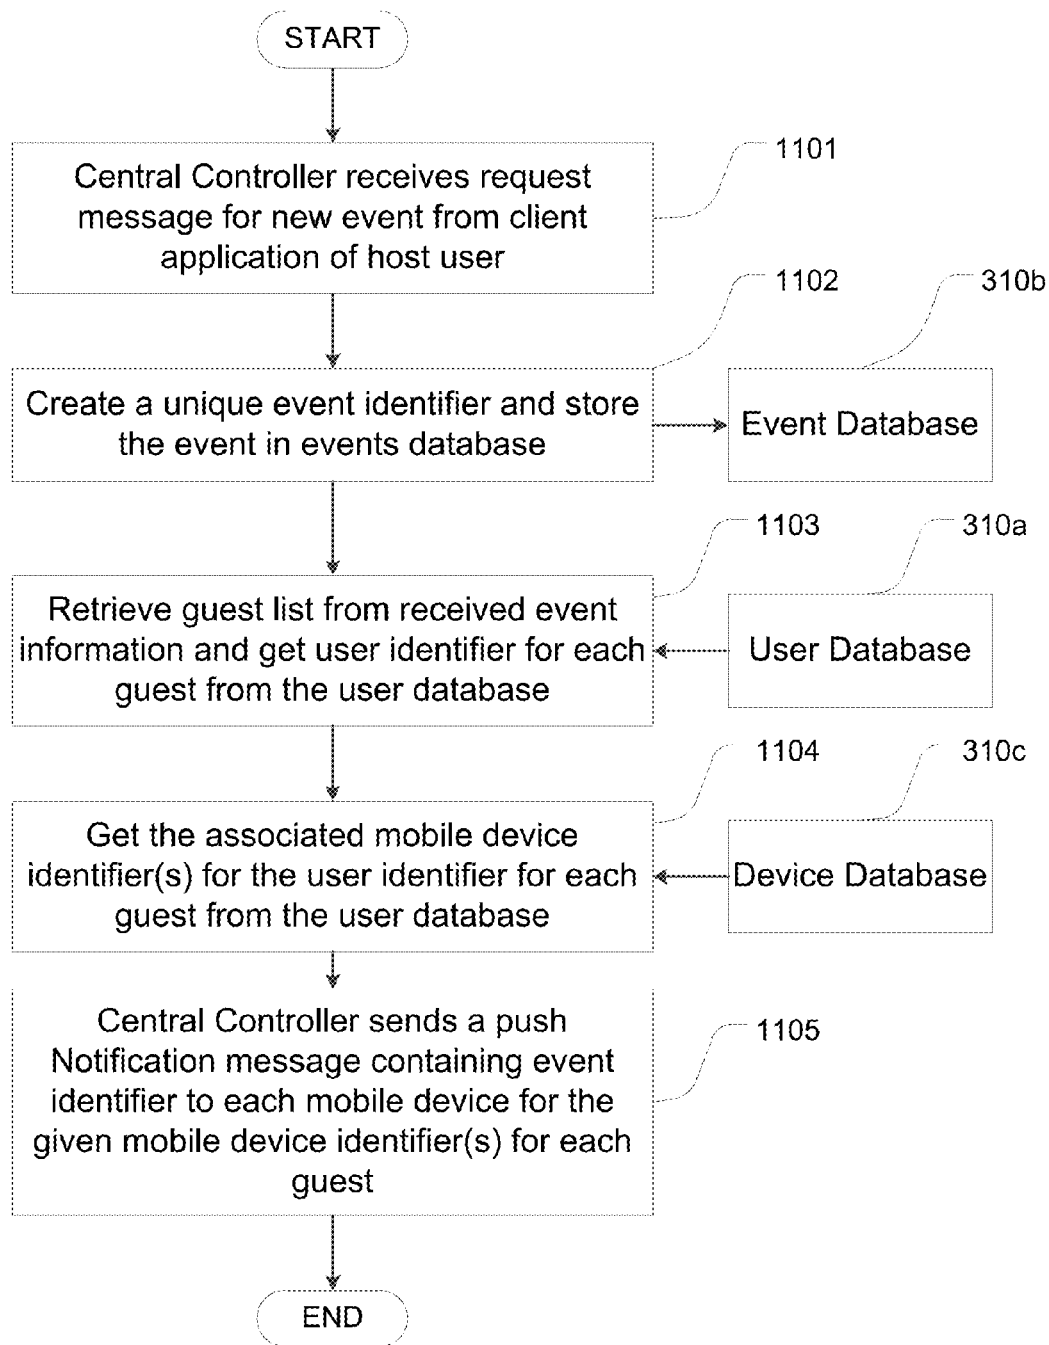 START
1101
Central Controller receives request
message for new event from client
application of host user
1102
310b
Create a unique event identifier and store
the event in events database
Event Database
1103
310a
Retrieve guest list from received event
information and get user identifier for each
guest from the user database
User Database
1104
310c
Get the associated mobile device
identifier(s) for the user identifier for each
guest from the user database
Device Database
Central Controller sends a push
Notification message containing event
identifier to each mobile device for the
given mobile device identifier(s) for each
guest
1105
END